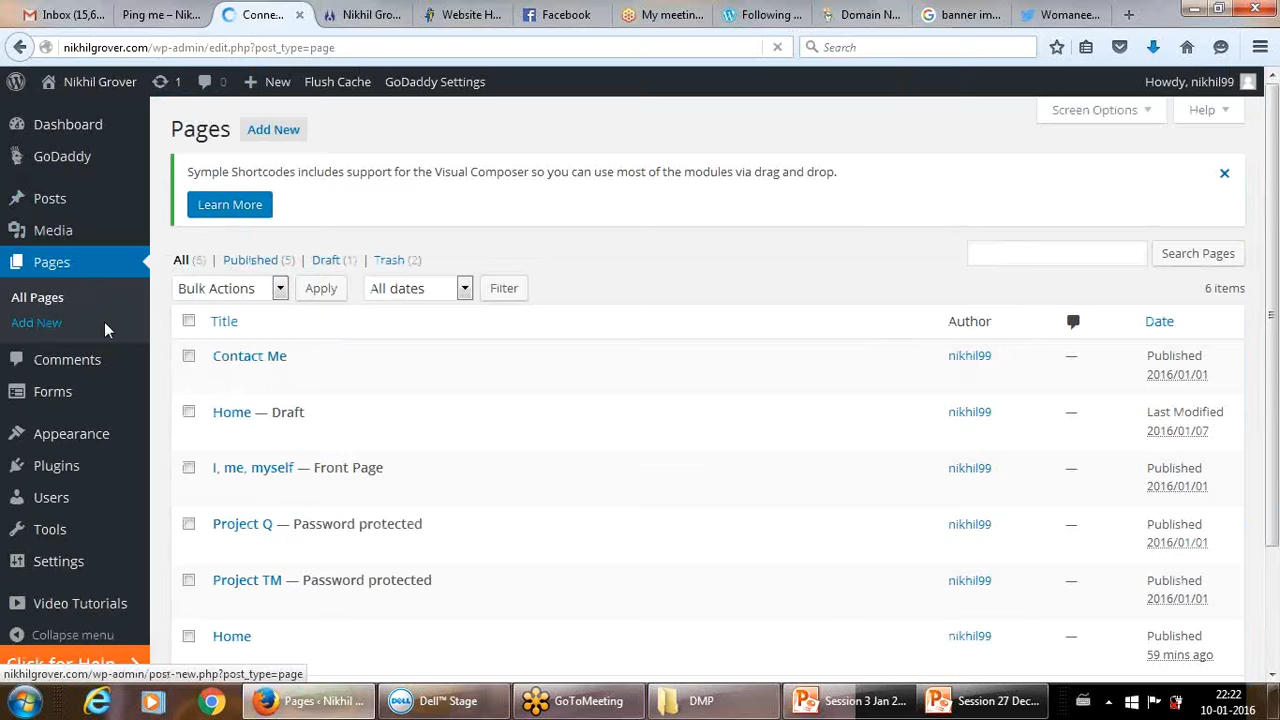 Inbox (15,6...
Ping me – Nik...
Conne...
Nikhil Gro...
Website H...
Facebook
My meetin...
Following ...
Domain N...
banner im...
Womanee...
nikhilgrover.com/wp-admin/edit.php?post_type=page
Search
Nikhil Grover
1
0
New
Flush Cache
GoDaddy Settings
Howdy, nikhil99
Dashboard
GoDaddy
Posts
Media
Pages
All Pages
Add New
Comments
Forms
Appearance
Plugins
Users
Tools
Settings
Video Tutorials
Collapse menu
Click for Help
Screen Options
Help
Pages
Add New
Symple Shortcodes includes support for the Visual Composer so you can use most of the modules via drag and drop.
Learn More
All (6) | Published (5) | Draft (1) | Trash (2)
Search Pages
Bulk Actions
Apply
All dates
Filter
6 items
Title
Author
Date
Contact Me
nikhil99
—
Published
2016/01/01
Home — Draft
nikhil99
—
Last Modified
2016/01/07
I, me, myself — Front Page
nikhil99
—
Published
2016/01/01
Project Q — Password protected
nikhil99
—
Published
2016/01/01
Project TM — Password protected
nikhil99
—
Published
2016/01/01
Home
nikhil99
—
Published
59 mins ago
nikhilgrover.com/wp-admin/post-new.php?post_type=page
Pages ‹ Nikhil ...
DELL
Dell™ Stage
GoToMeeting
DMP
Session 3 Jan 2...
Session 27 Dec...
22:22
10-01-2016